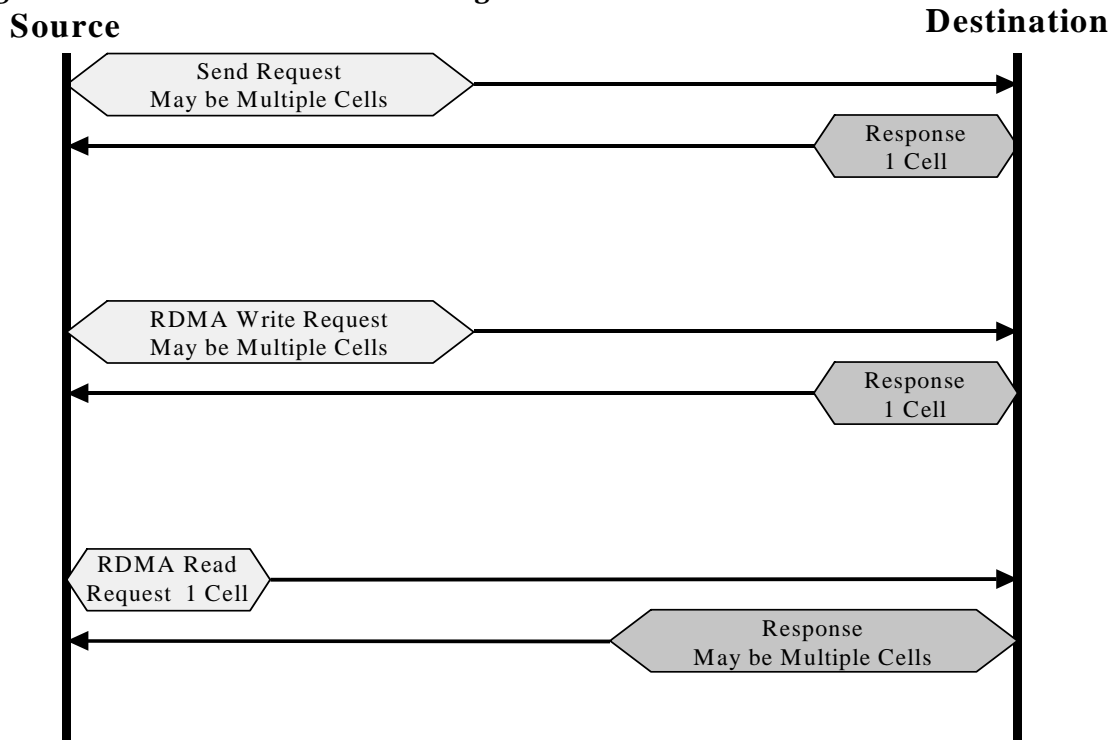 Source
Destination
Send Request
May be Multiple Cells
Response
1 Cell
RDMA Write Request
May be Multiple Cells
Response
1 Cell
RDMA Read
Request 1 Cell
Response
May be Multiple Cells